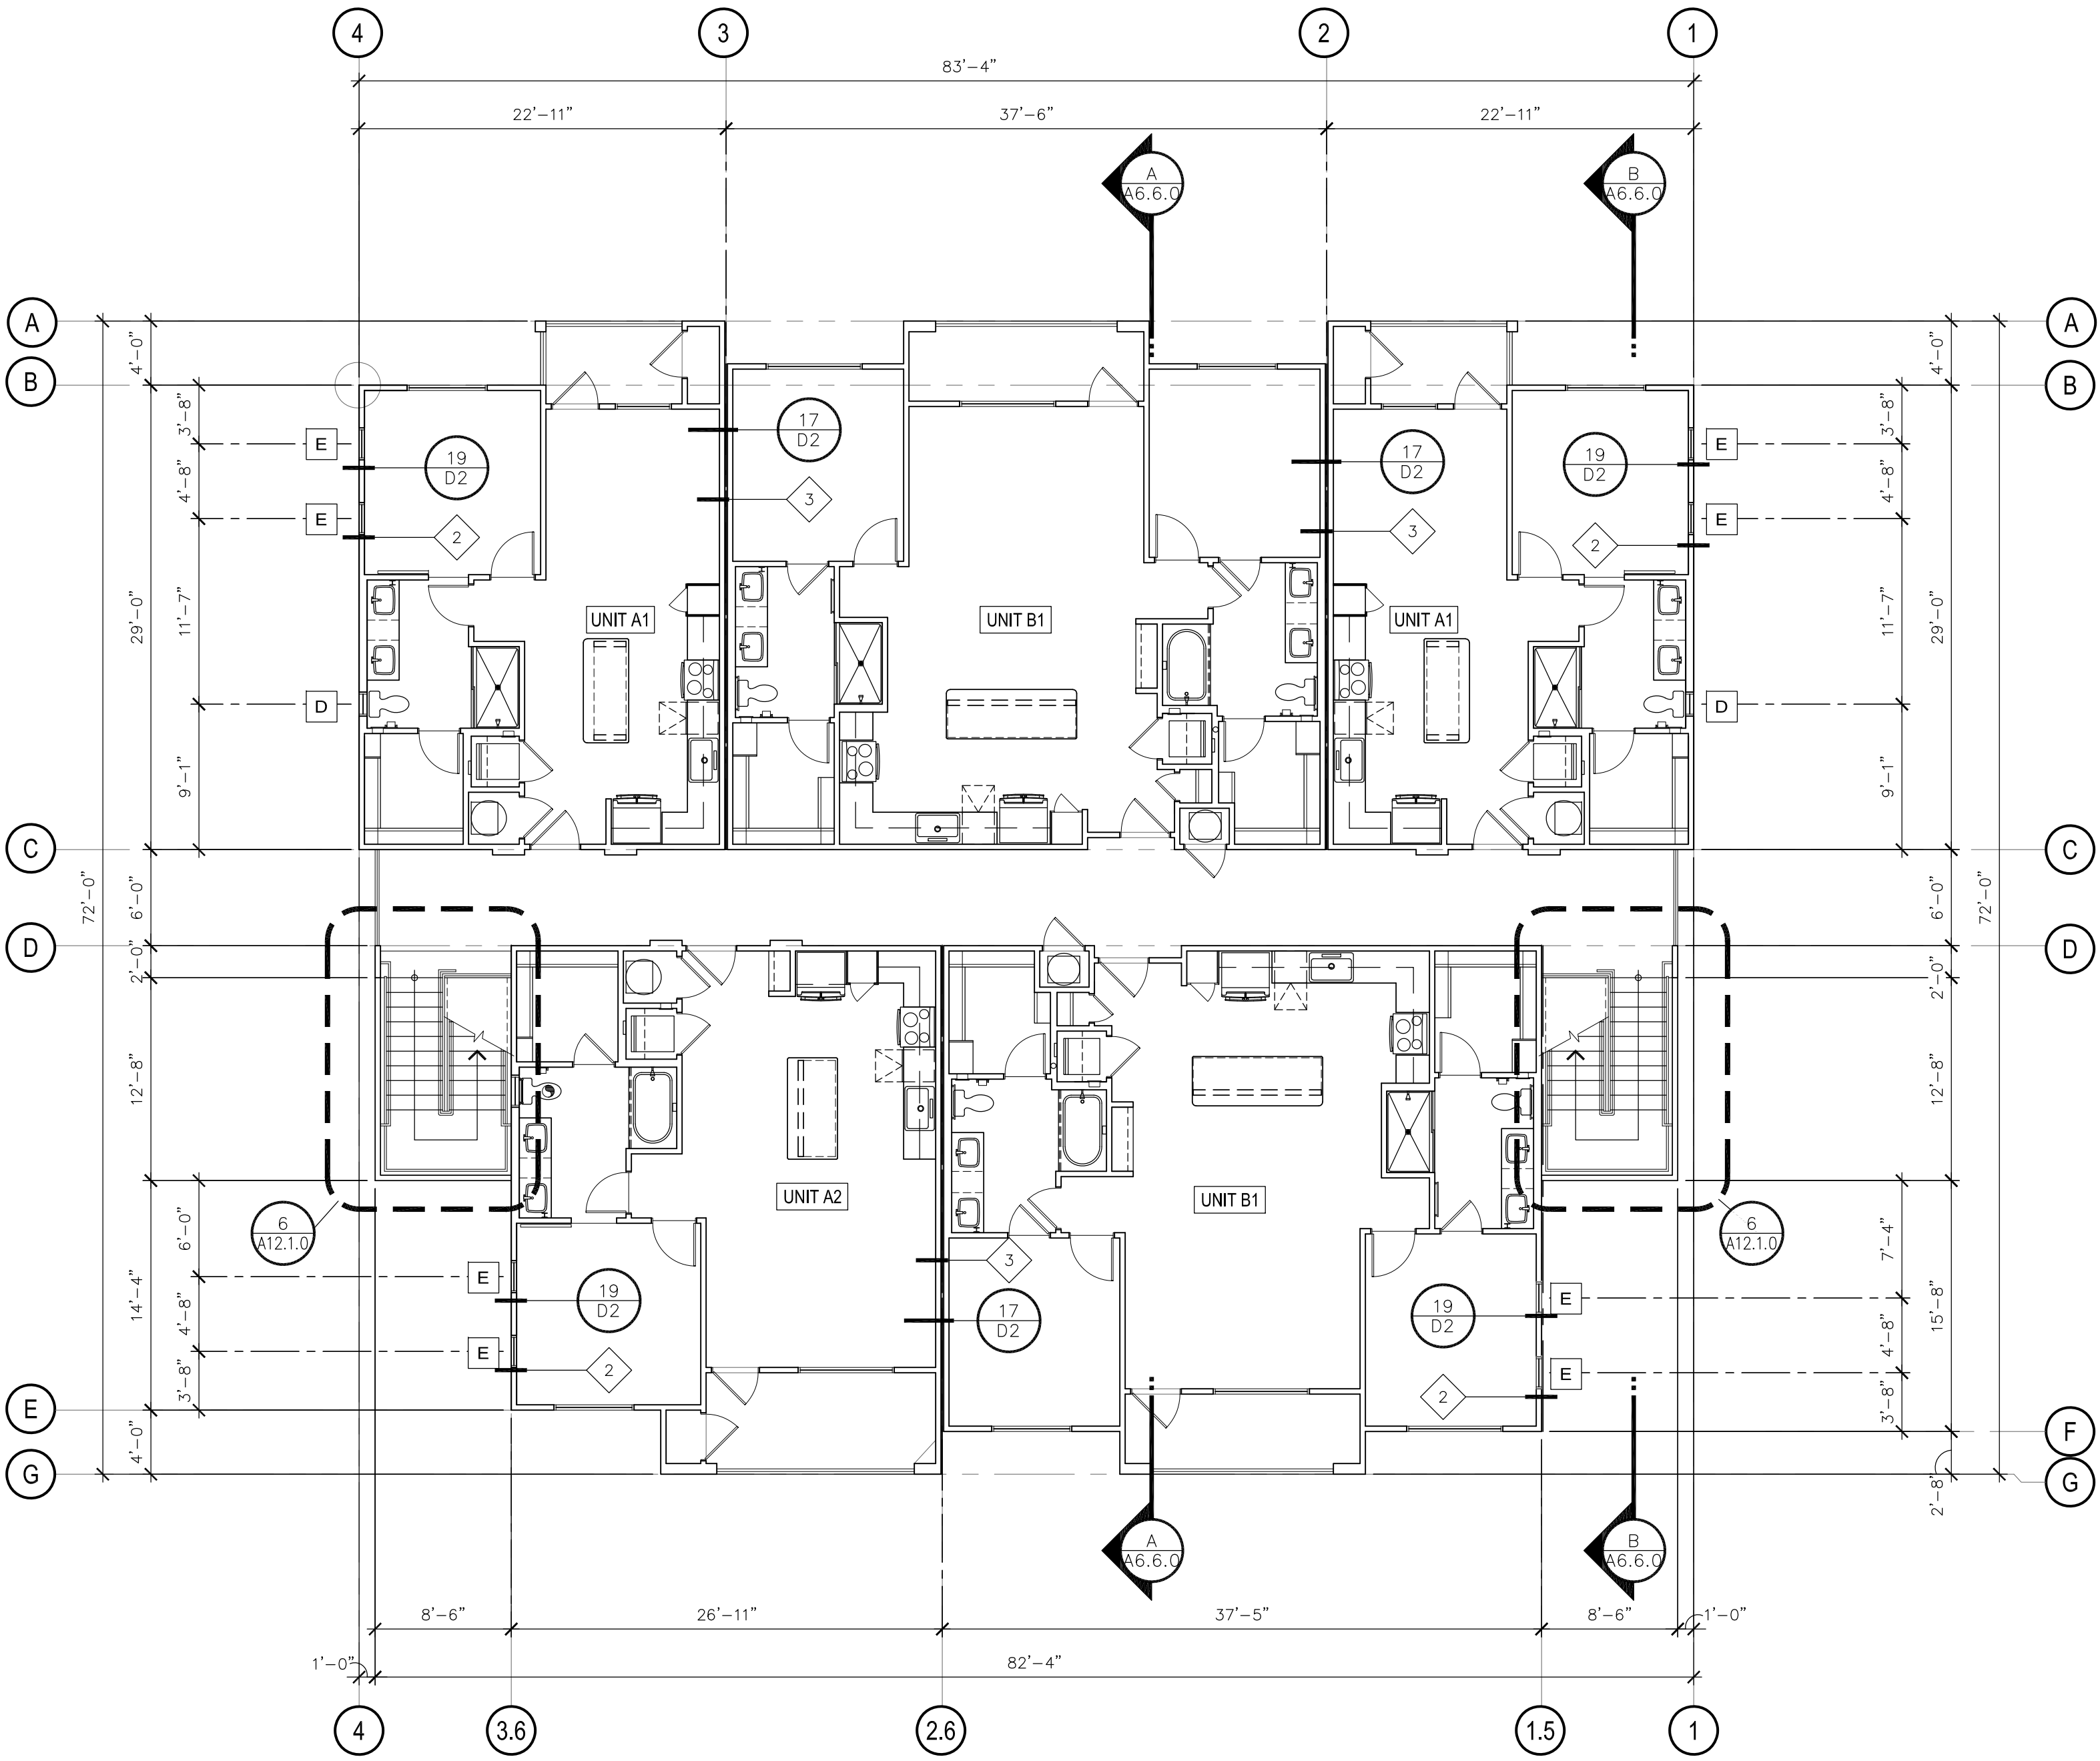 4 3 2 1
83'-4"
22'-11" 37'-6" 22'-11"
A
A6.6.0
B
A6.6.0
A A
4'-0" 4'-0"
B B
3'-8" 3'-8"
E E
17
D2
17
D2
19
D2
19
D2
4'-8" 4'-8"
3
E E
3
2 2
29'-0" 11'-7" 11'-7" 29'-0"
UNIT A1 UNIT B1 UNIT A1
D D
9'-1" 9'-1"
C C
72'-0" 6'-0" 6'-0" 72'-0"
D D
2'-0" 2'-0"
12'-8" 12'-8"
UNIT A2 UNIT B1
6
A12.1.0
6
A12.1.0
6'-0" 7'-4"
3
E
E
14'-4" 15'-8"
19
D2
17
D2
19
D2
4'-8" 4'-8"
E
E
2
2
3'-8" 3'-8"
E F
4'-0"
G G
2'-8"
A
A6.6.0
B
A6.6.0
8'-6" 26'-11" 37'-5" 8'-6" 1'-0"
1'-0" 82'-4"
4 3.6 2.6 1.5 1